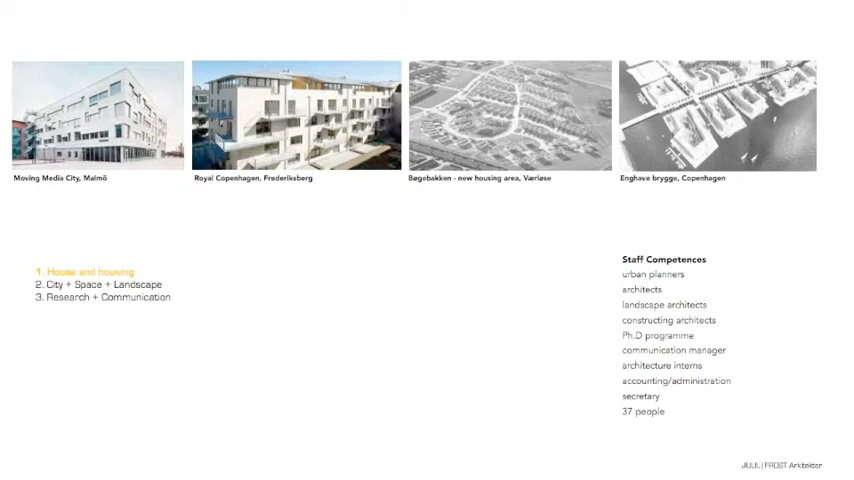 Moving Media City, Malmö
Royal Copenhagen, Frederiksberg
Bøgebakken - new housing area, Værløse
Enghave brygge, Copenhagen
1. House and housing
2. City + Space + Landscape
3. Research + Communication
Staff Competences
urban planners
architects
landscape architects
constructing architects
Ph.D programme
communication manager
architecture interns
accounting/administration
secretary
37 people
JUUL | FROST Arkitekter